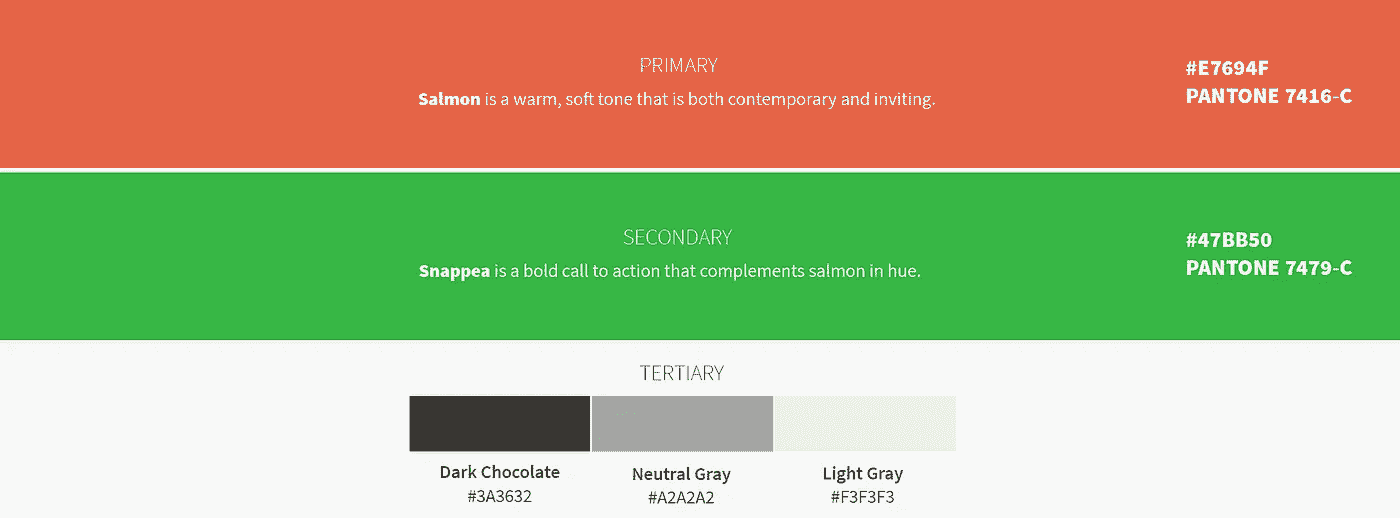 PRIMARY
Salmon is a warm, soft tone that is both contemporary and inviting.
#E7694F
PANTONE 7416-C
SECONDARY
Snappea is a bold call to action that complements salmon in hue.
#47BB50
PANTONE 7479-C
TERTIARY
Dark Chocolate
#3A3632
Neutral Gray
#A2A2A2
Light Gray
#F3F3F3